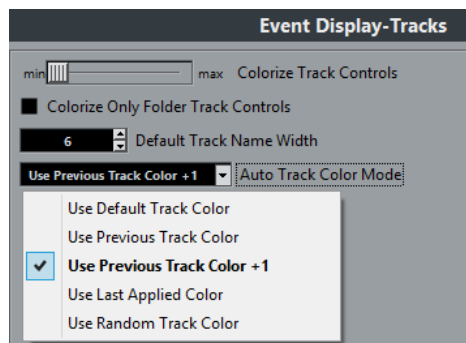 Event Display-Tracks
min max Colorize Track Controls
Colorize Only Folder Track Controls
6 Default Track Name Width
Use Previous Track Color +1 Auto Track Color Mode
Use Default Track Color
Use Previous Track Color
Use Previous Track Color +1
Use Last Applied Color
Use Random Track Color